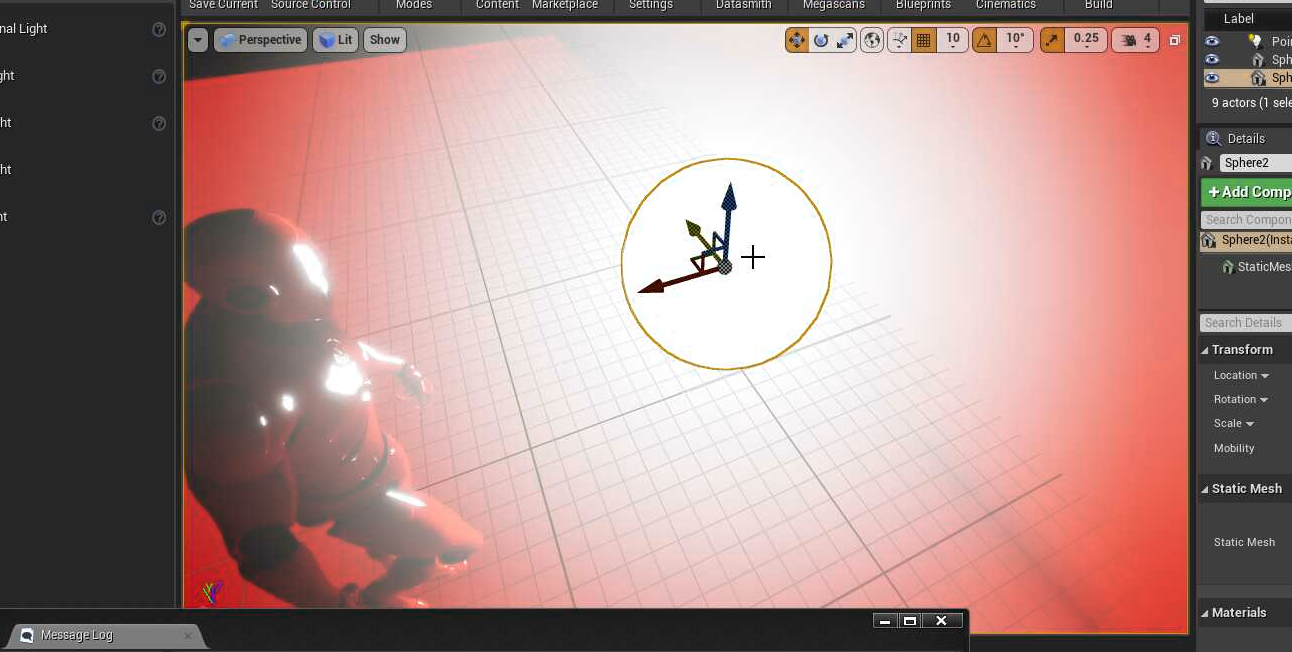 Save Current Source Control Modes Content Marketplace Settings Datasmith Megascans Blueprints Cinematics Build
nal Light
ght
ht
ht
nt
Perspective Lit Show 10 10° 0.25 4
Label
Poi
Sph
Sph
9 actors (1 sele
Details
Sphere2
+Add Comp
Search Compon
Sphere2(Insta
StaticMes
Search Details
Transform
Location
Rotation
Scale
Mobility
Static Mesh
Static Mesh
Materials
Message Log